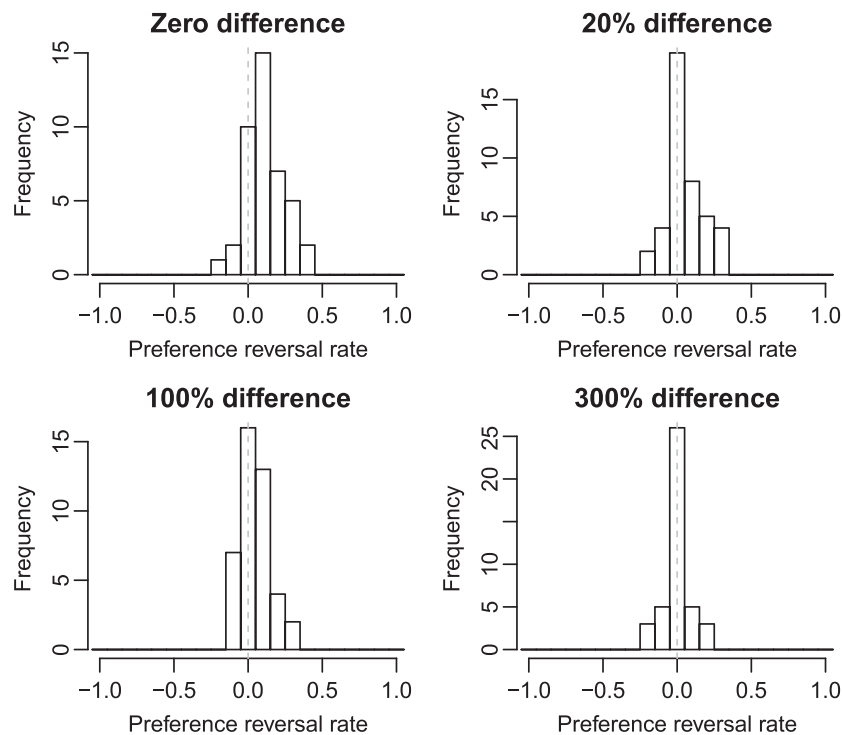 Zero difference
Frequency
15
10
5
0
−1.0 −0.5 0.0 0.5 1.0
Preference reversal rate
20% difference
Frequency
15
10
5
0
−1.0 −0.5 0.0 0.5 1.0
Preference reversal rate
100% difference
Frequency
15
10
5
0
−1.0 −0.5 0.0 0.5 1.0
Preference reversal rate
300% difference
Frequency
25
20
10
5
0
−1.0 −0.5 0.0 0.5 1.0
Preference reversal rate